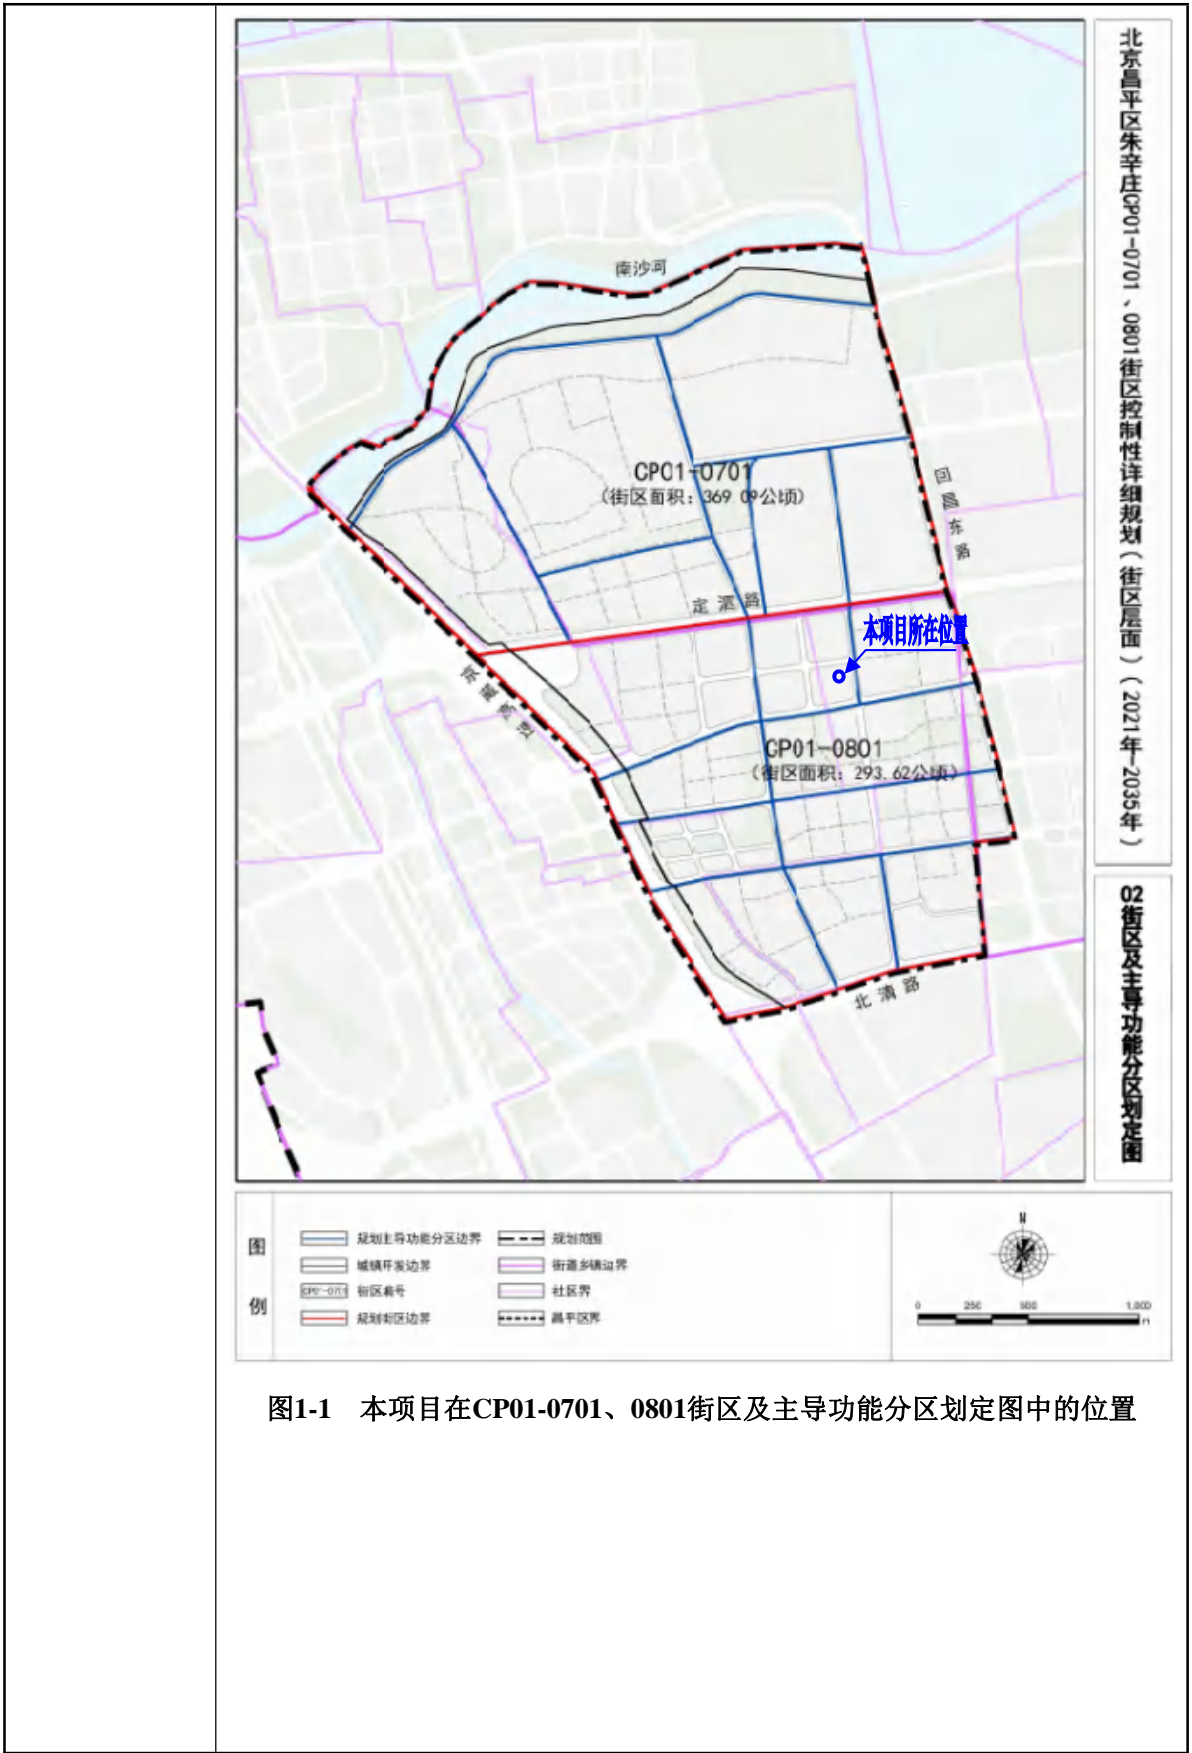 北京昌平区朱辛庄CP01-0701、0801街区控制性详细规划(街区层面)(2021年-2035年)
02街区及主导功能分区划定图
南沙河
CP01-0701
(街区面积:369.09公顷)
回昌东路
定泗路
本项目所在位置
京藏高速
CP01-0801
(街区面积:293.62公顷)
北清路
图例
规划主导功能分区边界
规划范围
城镇开发边界
街道乡镇边界
CP01-0701
街区编号
社区界
规划街区边界
昌平区界
N
0 250 500 1,000
m
图1-1 本项目在CP01-0701、0801街区及主导功能分区划定图中的位置